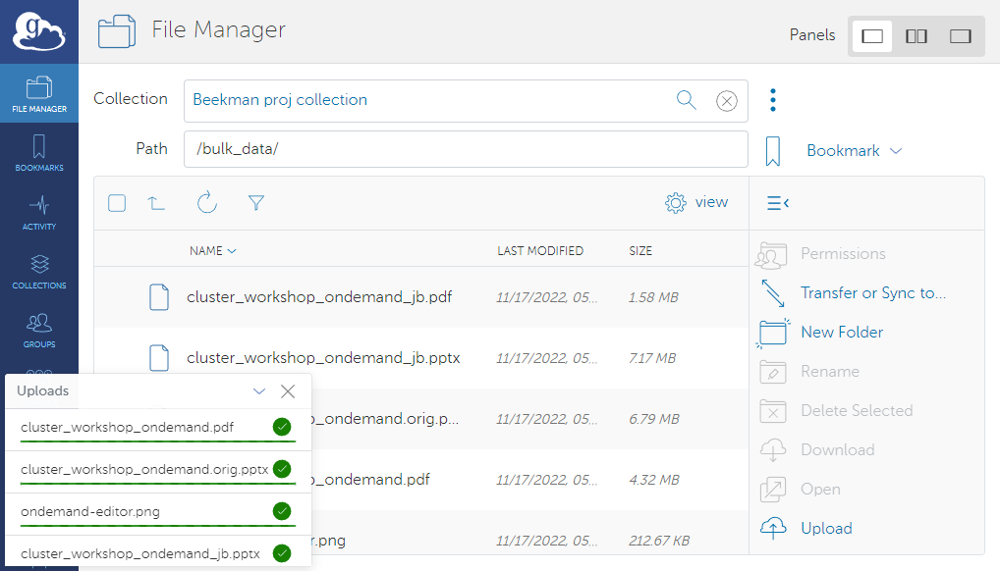 g
File Manager
Panels
FILE MANAGER
BOOKMARKS
ACTIVITY
COLLECTIONS
GROUPS
Collection
Beekman proj collection
Path
/bulk_data/
Bookmark
view
NAME LAST MODIFIED SIZE
cluster_workshop_ondemand_jb.pdf 11/17/2022, 05... 1.58 MB
cluster_workshop_ondemand_jb.pptx 11/17/2022, 05... 7.17 MB
p_ondemand.orig.p... 11/17/2022, 05... 6.79 MB
p_ondemand.pdf 11/17/2022, 05... 4.32 MB
r.png 11/17/2022, 05... 212.67 KB
Permissions
Transfer or Sync to...
New Folder
Rename
Delete Selected
Download
Open
Upload
Uploads
cluster_workshop_ondemand.pdf
cluster_workshop_ondemand.orig.pptx
ondemand-editor.png
cluster_workshop_ondemand_jb.pptx